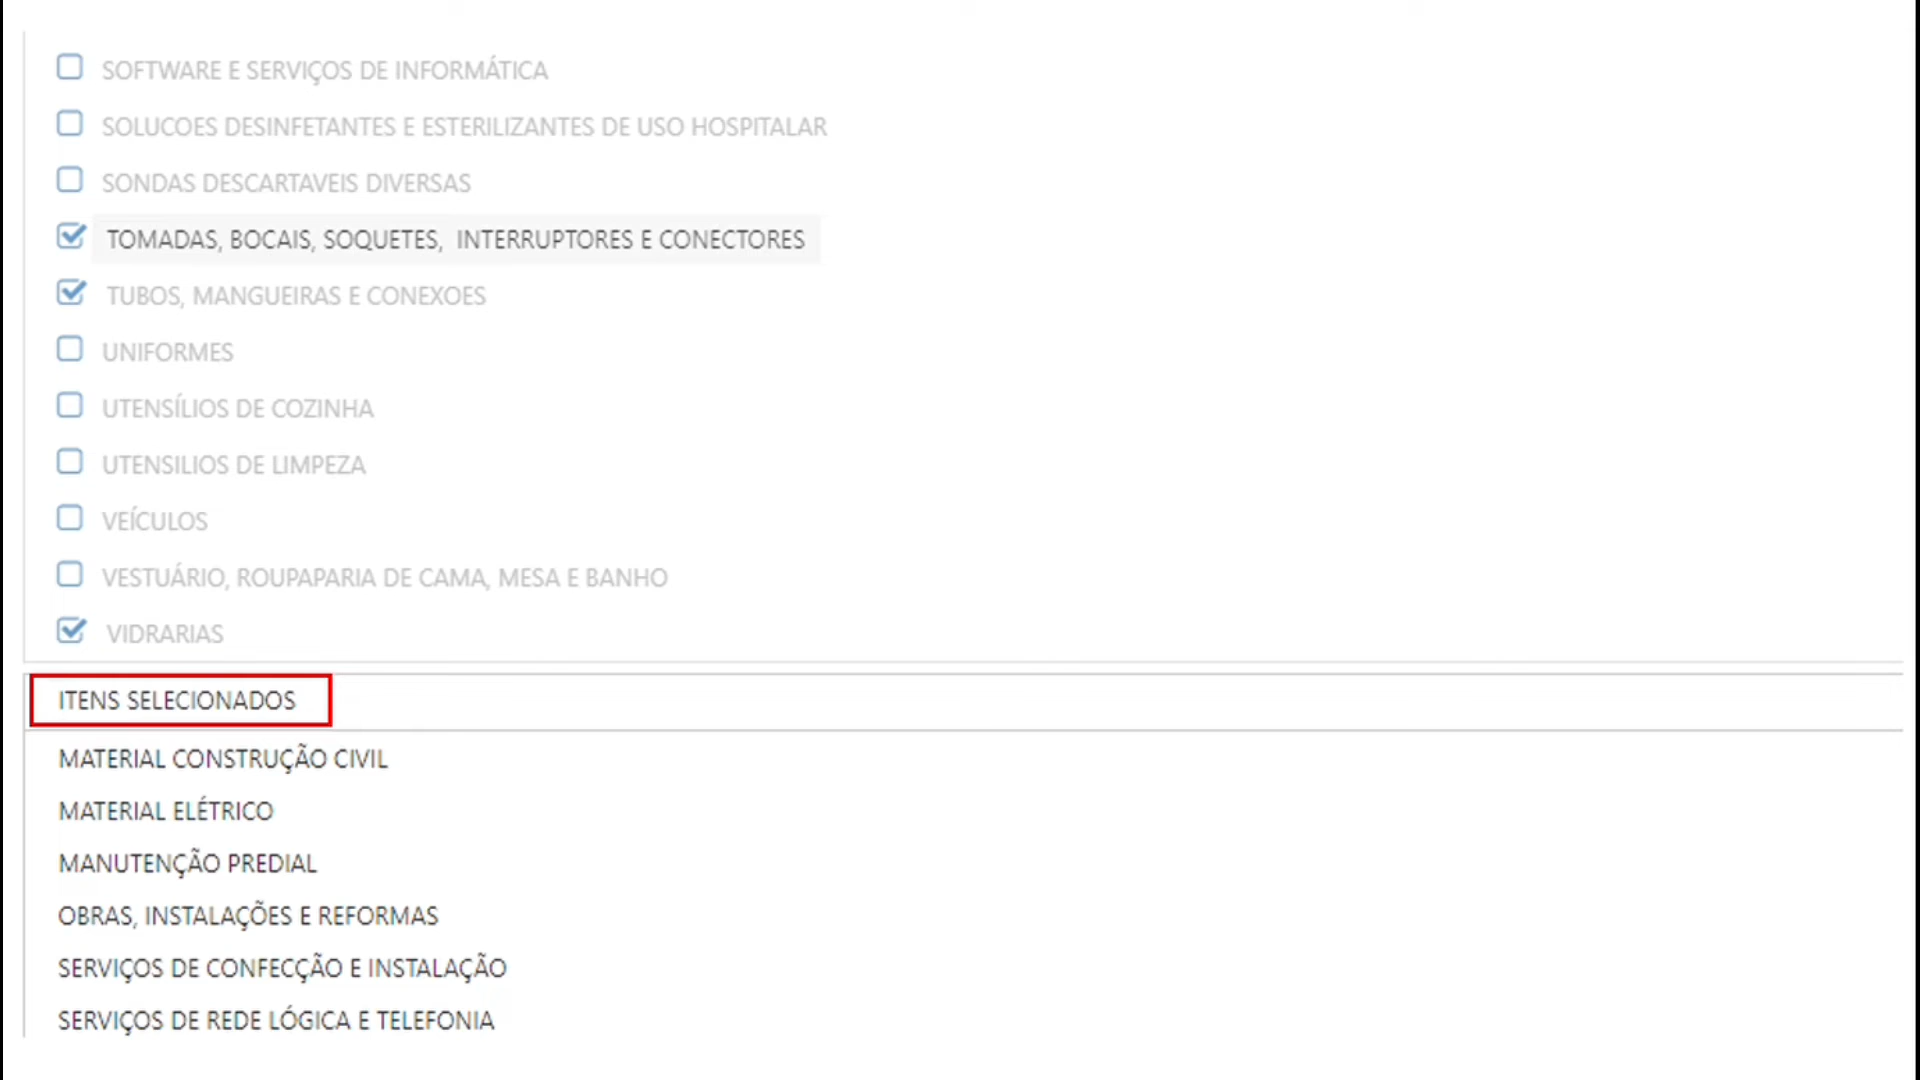 SOFTWARE E SERVIÇOS DE INFORMÁTICA
SOLUCOES DESINFETANTES E ESTERILIZANTES DE USO HOSPITALAR
SONDAS DESCARTAVEIS DIVERSAS
TOMADAS, BOCAIS, SOQUETES, INTERRUPTORES E CONECTORES
TUBOS, MANGUEIRAS E CONEXOES
UNIFORMES
UTENSÍLIOS DE COZINHA
UTENSILIOS DE LIMPEZA
VEÍCULOS
VESTUÁRIO, ROUPAPARIA DE CAMA, MESA E BANHO
VIDRARIAS
ITENS SELECIONADOS
MATERIAL CONSTRUÇÃO CIVIL
MATERIAL ELÉTRICO
MANUTENÇÃO PREDIAL
OBRAS, INSTALAÇÕES E REFORMAS
SERVIÇOS DE CONFECÇÃO E INSTALAÇÃO
SERVIÇOS DE REDE LÓGICA E TELEFONIA